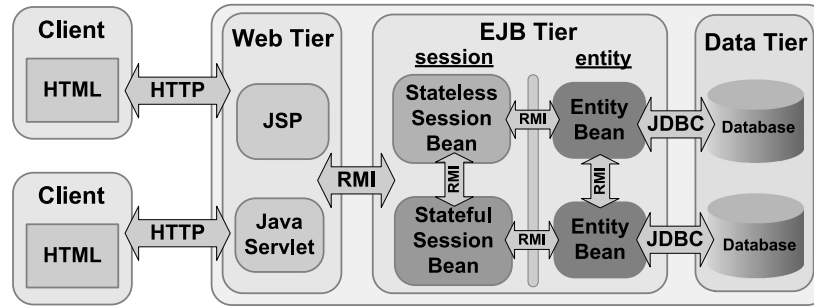 Client
HTML
HTTP
Client
HTML
HTTP
Web Tier
JSP
Java
Servlet
RMI
EJB Tier
session
entity
Stateless
Session
Bean
RMI
Entity
Bean
RMI
RMI
Stateful
Session
Bean
RMI
Entity
Bean
JDBC
JDBC
Data Tier
Database
Database